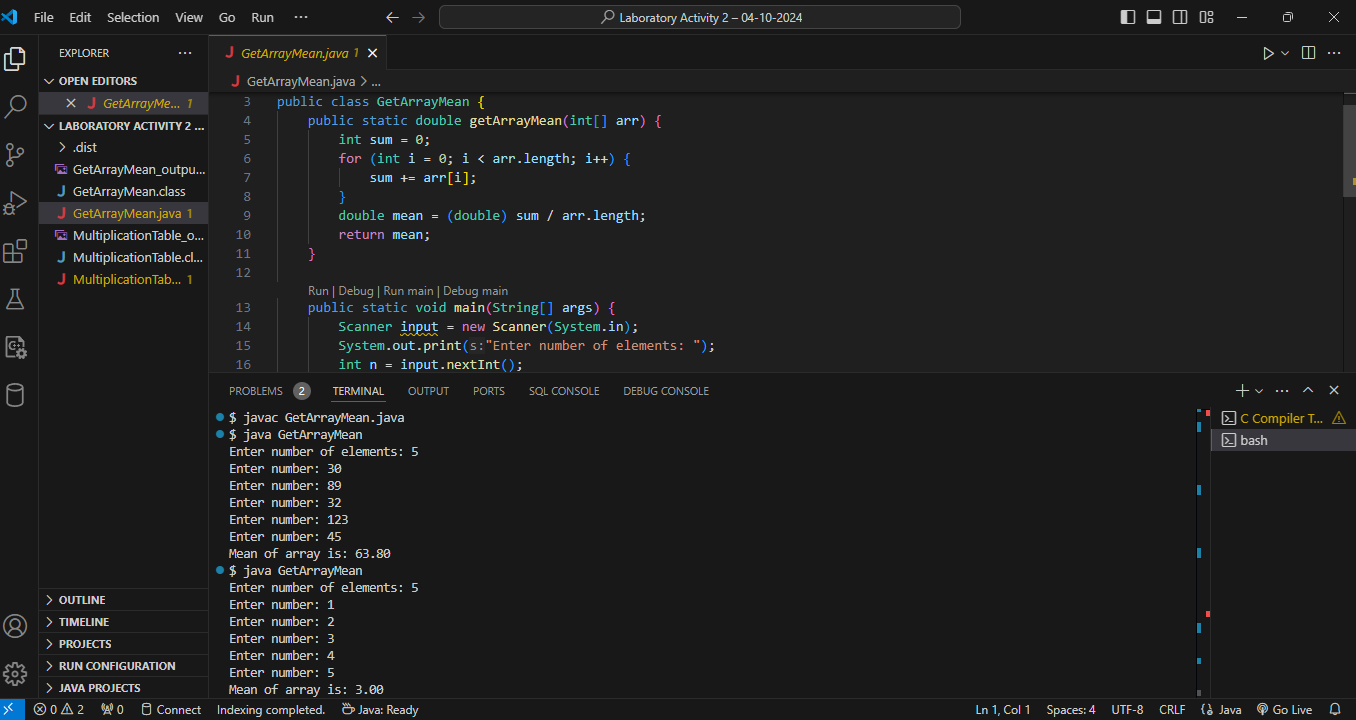 File Edit Selection View Go Run ··· Laboratory Activity 2 – 04-10-2024
EXPLORER ···
OPEN EDITORS
GetArrayMe... 1
LABORATORY ACTIVITY 2 ...
.dist
GetArrayMean_outpu...
GetArrayMean.class
GetArrayMean.java 1
MultiplicationTable_o...
MultiplicationTable.cl...
MultiplicationTab... 1
OUTLINE
TIMELINE
PROJECTS
RUN CONFIGURATION
JAVA PROJECTS
GetArrayMean.java 1
GetArrayMean.java > ...
3 public class GetArrayMean {
4 public static double getArrayMean(int[] arr) {
5 int sum = 0;
6 for (int i = 0; i < arr.length; i++) {
7 sum += arr[i];
8 }
9 double mean = (double) sum / arr.length;
10 return mean;
11 }
12
Run | Debug | Run main | Debug main
13 public static void main(String[] args) {
14 Scanner input = new Scanner(System.in);
15 System.out.print(s:"Enter number of elements: ");
16 int n = input.nextInt();
PROBLEMS 2 TERMINAL OUTPUT PORTS SQL CONSOLE DEBUG CONSOLE
$ javac GetArrayMean.java
$ java GetArrayMean
Enter number of elements: 5
Enter number: 30
Enter number: 89
Enter number: 32
Enter number: 123
Enter number: 45
Mean of array is: 63.80
$ java GetArrayMean
Enter number of elements: 5
Enter number: 1
Enter number: 2
Enter number: 3
Enter number: 4
Enter number: 5
Mean of array is: 3.00
C Compiler T...
bash
0 2 0 Connect Indexing completed. Java: Ready Ln 1, Col 1 Spaces: 4 UTF-8 CRLF Java Go Live